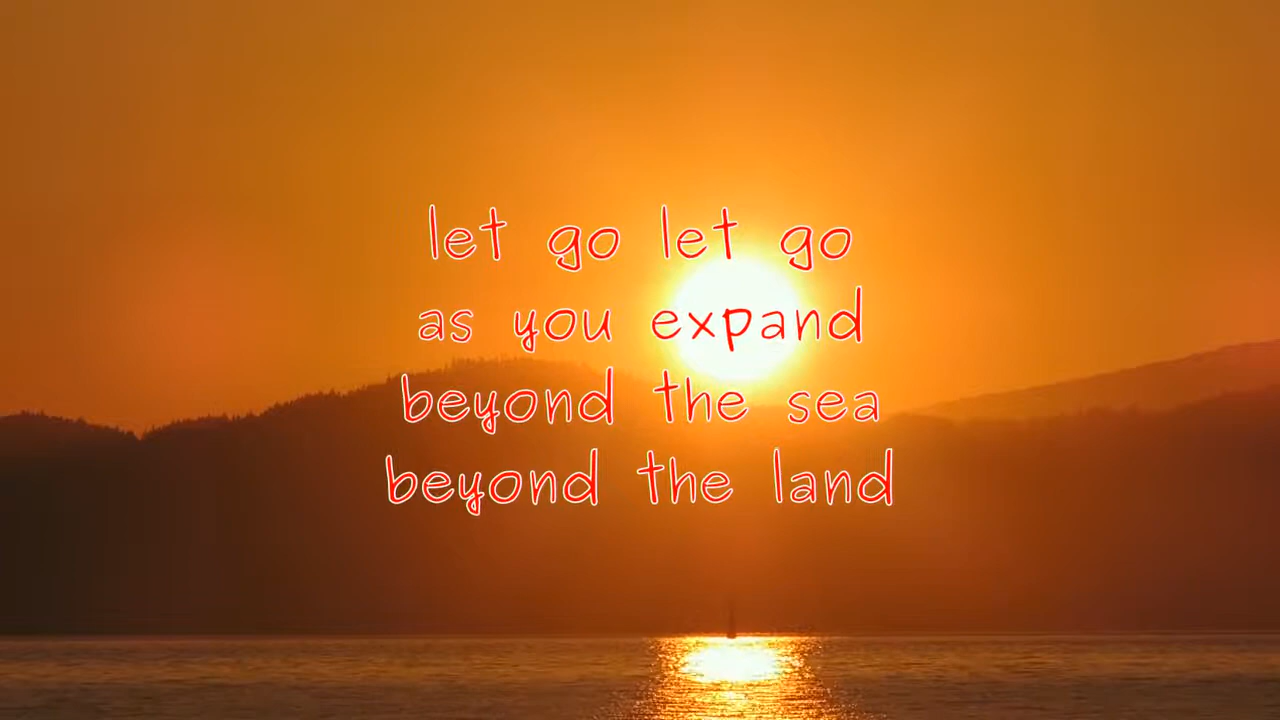 let go let go
as you expand
beyond the sea
beyond the land